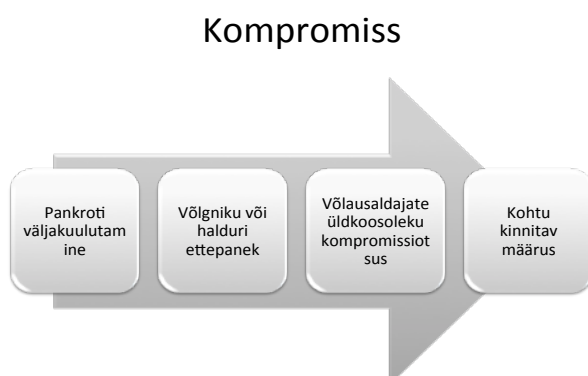 Kompromiss
Pankroti
väljakuulutam
ine
Võlgniku või
halduri
ettepanek
Võlausaldajate
üldkoosoleku
kompromissiot
sus
Kohtu
kinnitav
määrus